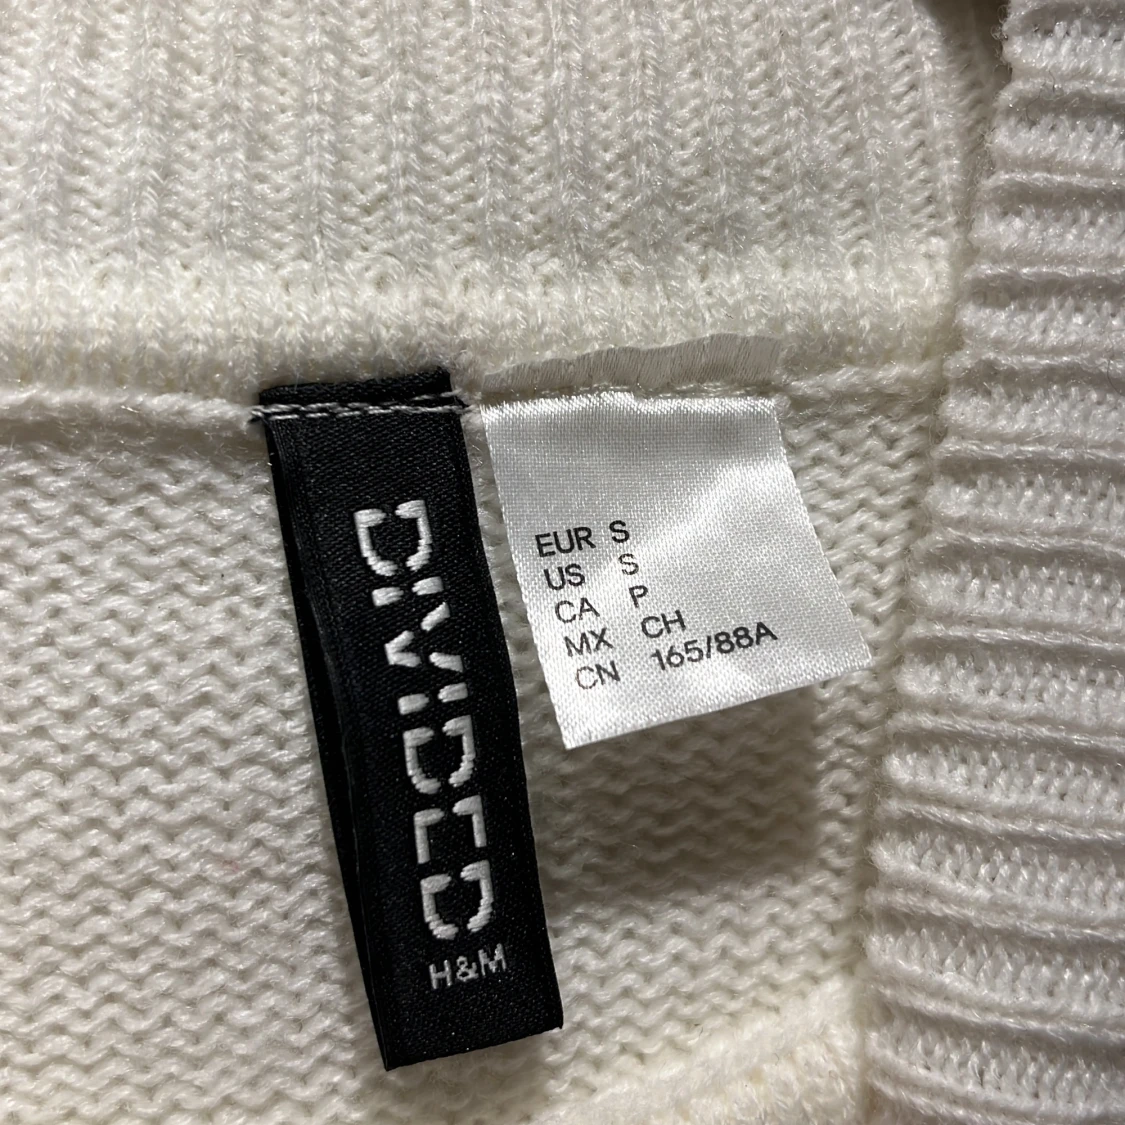 DIVIDED
H&M
EUR S
US S
CA P
MX CH
CN 165/88A